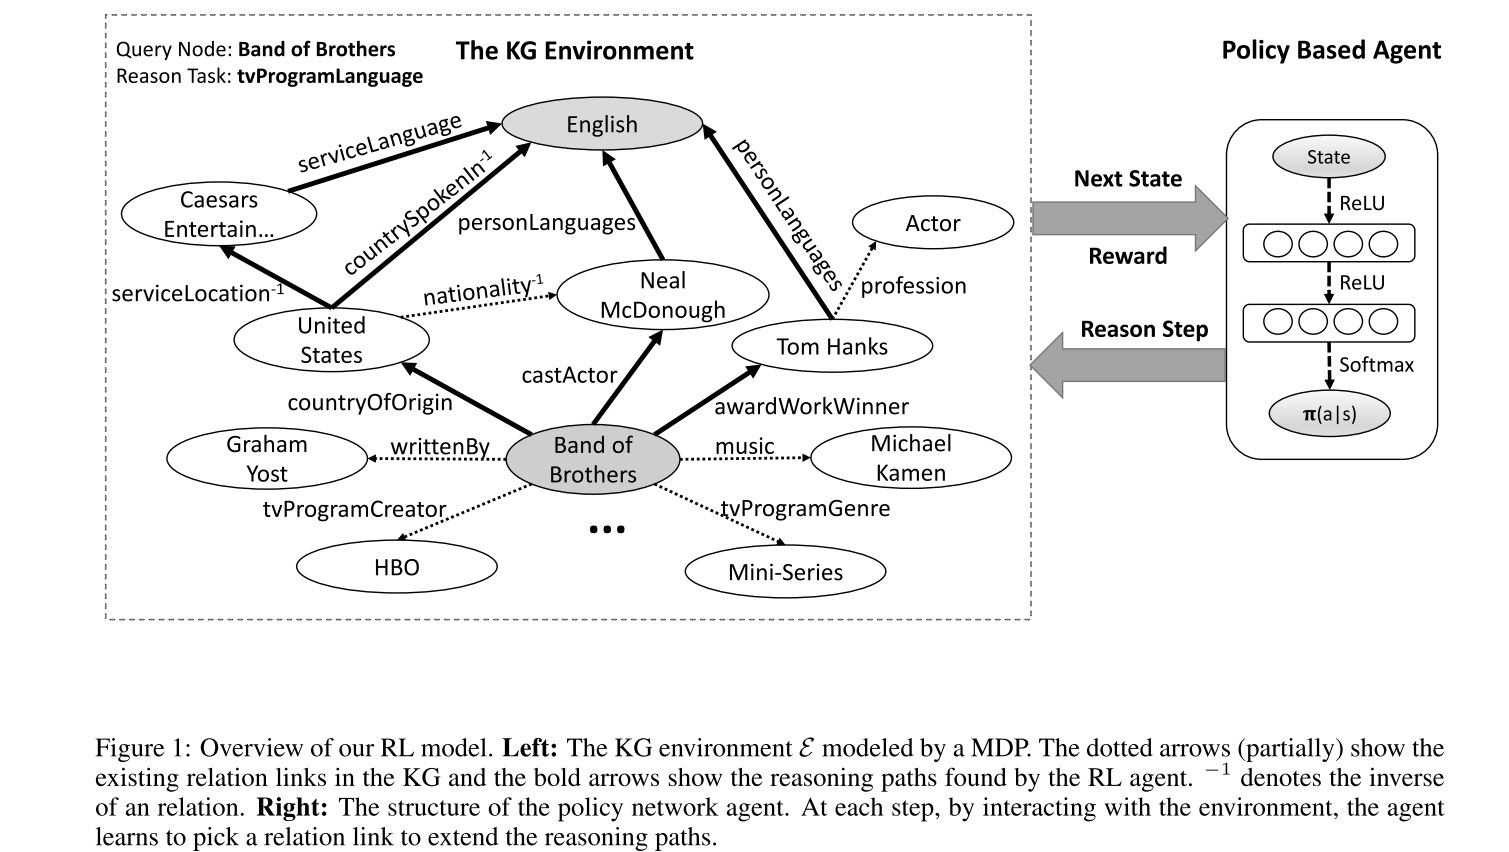 Query Node: Band of Brothers
Reason Task: tvProgramLanguage
The KG Environment
Policy Based Agent
English
serviceLanguage
countrySpokenIn-1
personLanguages
personLanguages
Caesars
Entertain...
Actor
serviceLocation-1
nationality-1
Neal
McDonough
profession
United
States
Tom Hanks
castActor
countryOfOrigin
awardWorkWinner
Graham
Yost
writtenBy
Band of
Brothers
music
Michael
Kamen
tvProgramCreator
tvProgramGenre
...
HBO
Mini-Series
Next State
Reward
Reason Step
State
ReLU
ReLU
Softmax
π(a|s)
Figure 1: Overview of our RL model. Left: The KG environment ℰ modeled by a MDP. The dotted arrows (partially) show the
existing relation links in the KG and the bold arrows show the reasoning paths found by the RL agent. −1 denotes the inverse
of an relation. Right: The structure of the policy network agent. At each step, by interacting with the environment, the agent
learns to pick a relation link to extend the reasoning paths.